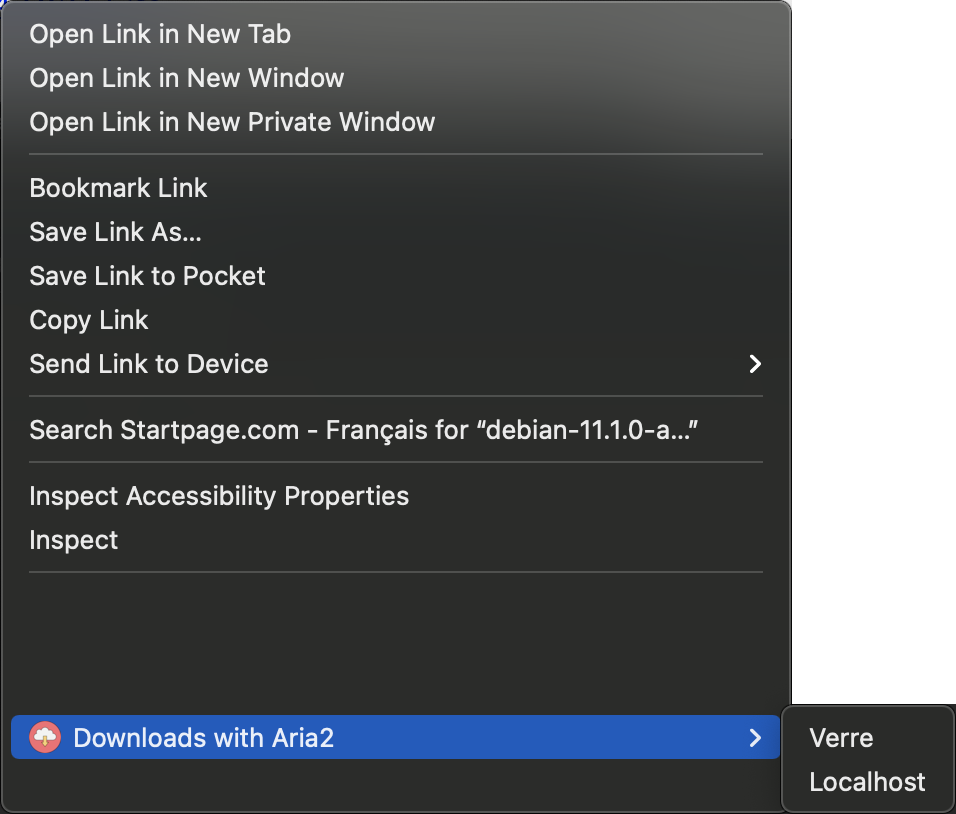 Open Link in New Tab
Open Link in New Window
Open Link in New Private Window
Bookmark Link
Save Link As...
Save Link to Pocket
Copy Link
Send Link to Device
Search Startpage.com - Français for “debian-11.1.0-a...”
Inspect Accessibility Properties
Inspect
Downloads with Aria2
Verre
Localhost